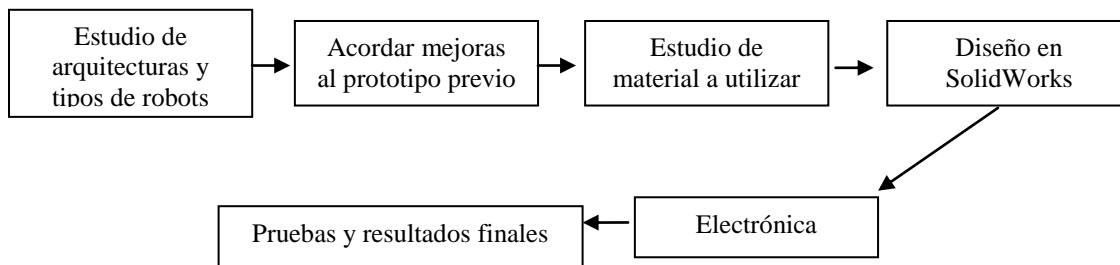 Estudio de
arquitecturas y
tipos de robots
Acordar mejoras
al prototipo previo
Estudio de
material a utilizar
Diseño en
SolidWorks
Electrónica
Pruebas y resultados finales